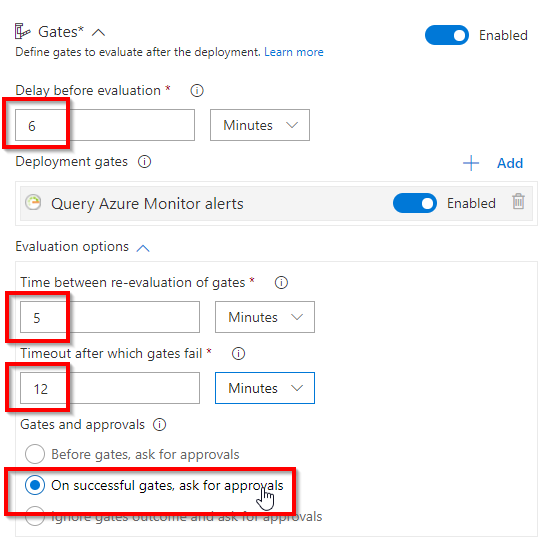 Gates*
Enabled
Define gates to evaluate after the deployment. Learn more
Delay before evaluation *
6 Minutes
Deployment gates
Add
Query Azure Monitor alerts Enabled
Evaluation options
Time between re-evaluation of gates *
5 Minutes
Timeout after which gates fail *
12 Minutes
Gates and approvals
Before gates, ask for approvals
On successful gates, ask for approvals
Ignore gates outcome and ask for approvals